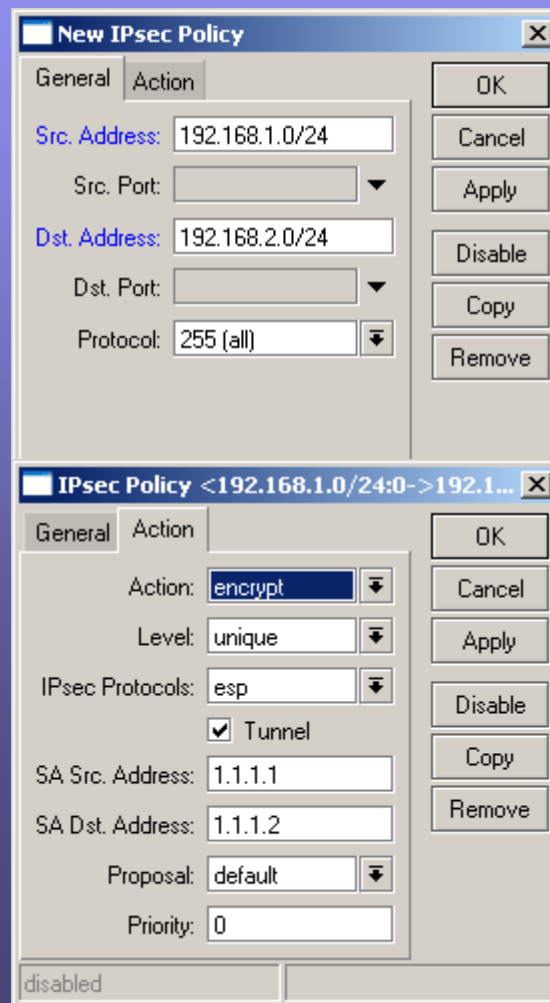 New IPsec Policy
General Action
OK
Src. Address: 192.168.1.0/24
Cancel
Src. Port:
Apply
Dst. Address: 192.168.2.0/24
Disable
Dst. Port:
Copy
Protocol: 255 (all)
Remove
IPsec Policy <192.168.1.0/24:0->192.1...
General Action
OK
Action: encrypt
Cancel
Level: unique
Apply
IPsec Protocols: esp
Disable
Tunnel
Copy
SA Src. Address: 1.1.1.1
Remove
SA Dst. Address: 1.1.1.2
Proposal: default
Priority: 0
disabled